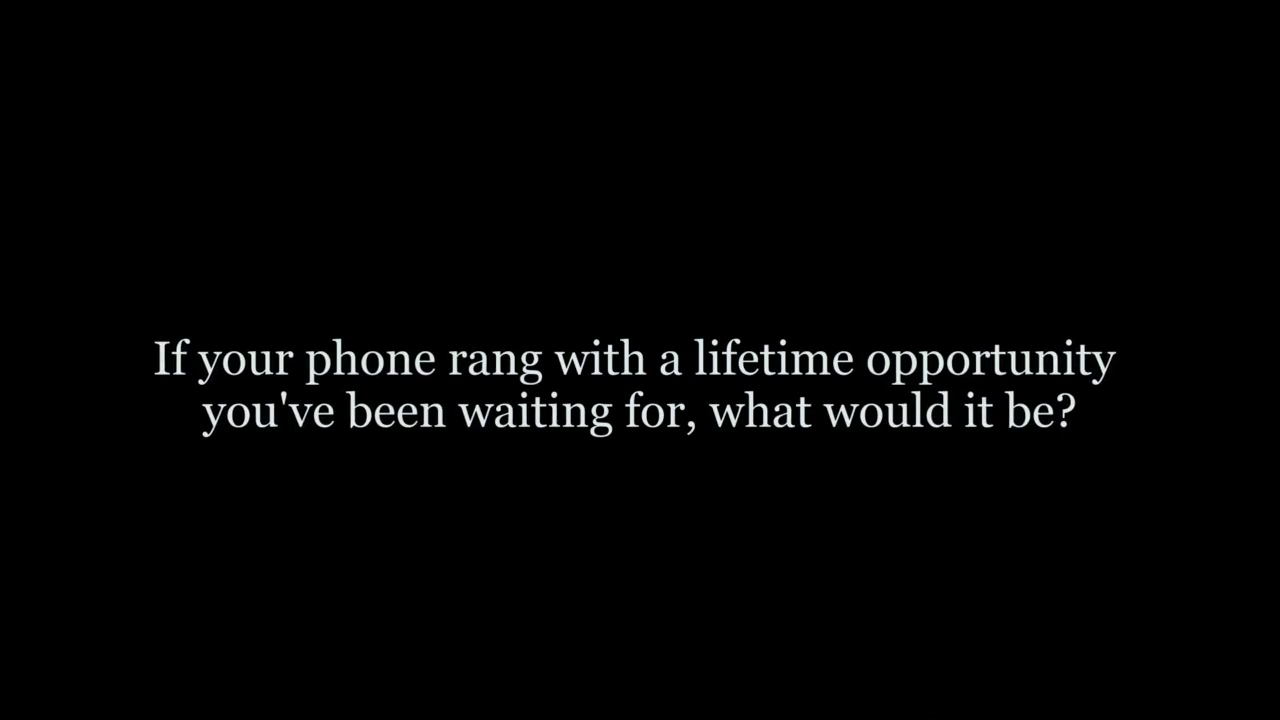 If your phone rang with a lifetime opportunity
you've been waiting for, what would it be?